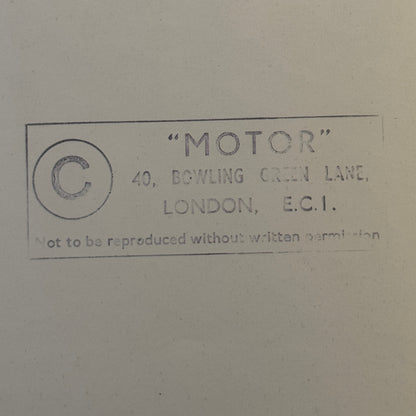 ©
"MOTOR"
40, BOWLING GREEN LANE,
LONDON, E.C.1.
Not to be reproduced without written permission